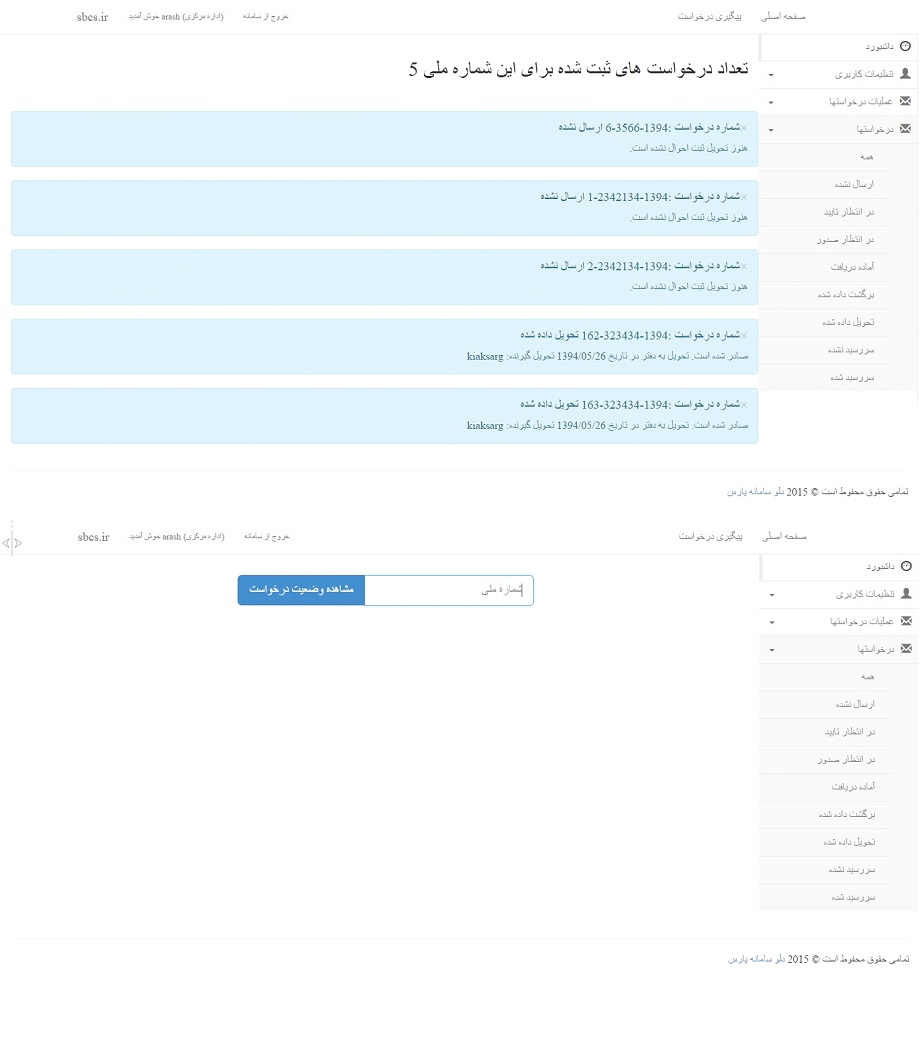 صفحه اصلی پیگیری درخواست خروج از سامانه (اداره مرکزی) arash خوش آمدید sbcs.ir
داشبورد
تنظیمات کاربری
عملیات درخواستها
درخواستها
همه
ارسال نشده
در انتظار تایید
در انتظار صدور
آماده دریافت
برگشت داده شده
تحویل داده شده
سررسید نشده
سررسید شده
تعداد درخواست های ثبت شده برای این شماره ملی 5
×شماره درخواست :1394-3566-6 ارسال نشده
هنوز تحویل ثبت احوال نشده است.
×شماره درخواست :1394-2342134-1 ارسال نشده
هنوز تحویل ثبت احوال نشده است.
×شماره درخواست :1394-2342134-2 ارسال نشده
هنوز تحویل ثبت احوال نشده است.
×شماره درخواست :1394-323434-162 تحویل داده شده
صادر شده است. تحویل به دفتر در تاریخ 1394/05/26 تحویل گیرنده: kiaksarg
×شماره درخواست :1394-323434-163 تحویل داده شده
صادر شده است. تحویل به دفتر در تاریخ 1394/05/26 تحویل گیرنده: kiaksarg
تمامی حقوق محفوط است © 2015 دلو سامانه پارس
صفحه اصلی پیگیری درخواست خروج از سامانه (اداره مرکزی) arash خوش آمدید sbcs.ir
داشبورد
تنظیمات کاربری
عملیات درخواستها
درخواستها
همه
ارسال نشده
در انتظار تایید
در انتظار صدور
آماده دریافت
برگشت داده شده
تحویل داده شده
سررسید نشده
سررسید شده
شماره ملی مشاهده وضعیت درخواست
تمامی حقوق محفوط است © 2015 دلو سامانه پارس